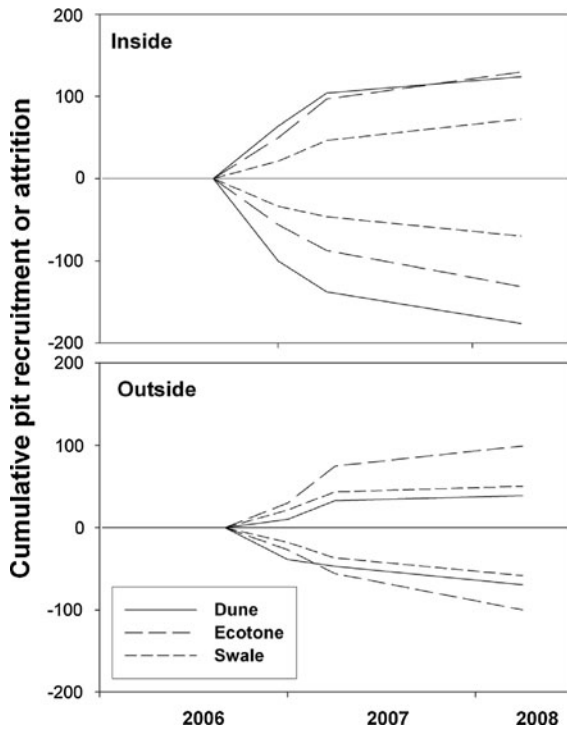 Cumulative pit recruitment or attrition
200
Inside
100
0
-100
-200
200
Outside
100
0
-100
-200
Dune
Ecotone
Swale
2006 2007 2008